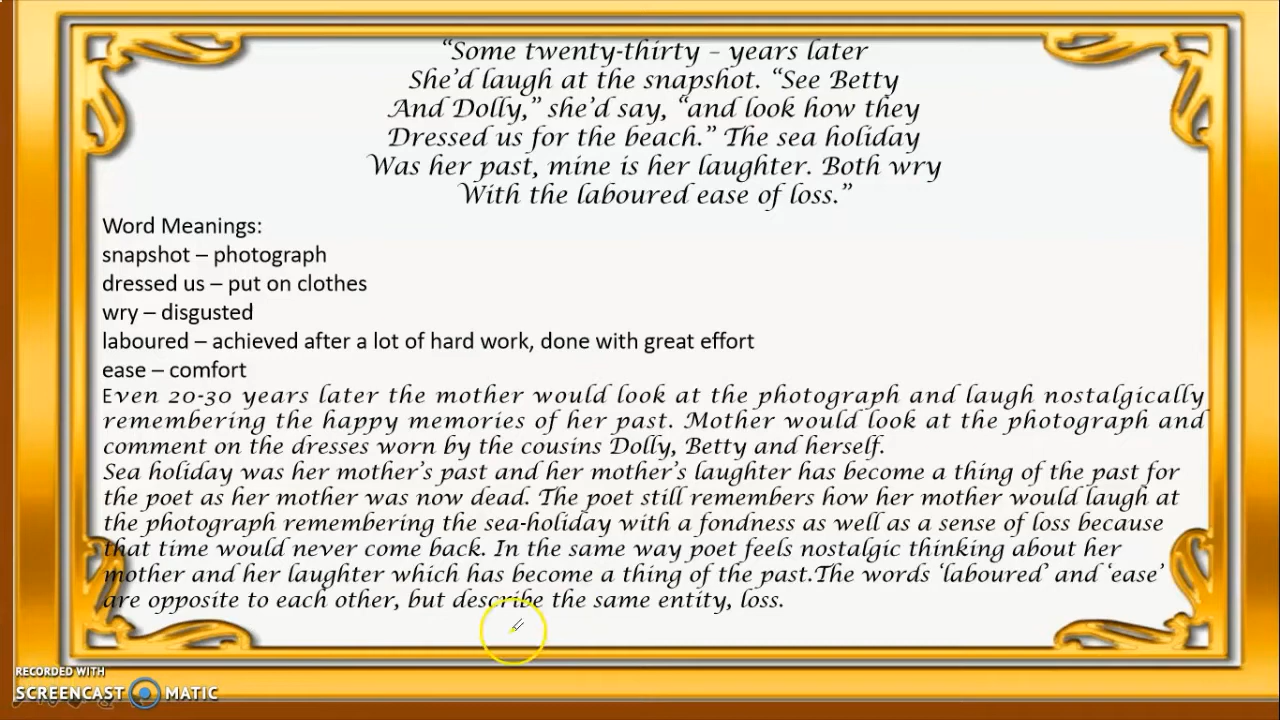 “Some twenty-thirty – years later
She’d laugh at the snapshot. “See Betty
And Dolly,” she’d say, “and look how they
Dressed us for the beach.” The sea holiday
Was her past, mine is her laughter. Both wry
With the laboured ease of loss.”
Word Meanings:
snapshot – photograph
dressed us – put on clothes
wry – disgusted
laboured – achieved after a lot of hard work, done with great effort
ease – comfort
Even 20-30 years later the mother would look at the photograph and laugh nostalgically
remembering the happy memories of her past. Mother would look at the photograph and
comment on the dresses worn by the cousins Dolly, Betty and herself.
Sea holiday was her mother’s past and her mother’s laughter has become a thing of the past for
the poet as her mother was now dead. The poet still remembers how her mother would laugh at
the photograph remembering the sea-holiday with a fondness as well as a sense of loss because
that time would never come back. In the same way poet feels nostalgic thinking about her
mother and her laughter which has become a thing of the past.The words ‘laboured’ and ‘ease’
are opposite to each other, but describe the same entity, loss.
RECORDED WITH
SCREENCAST MATIC